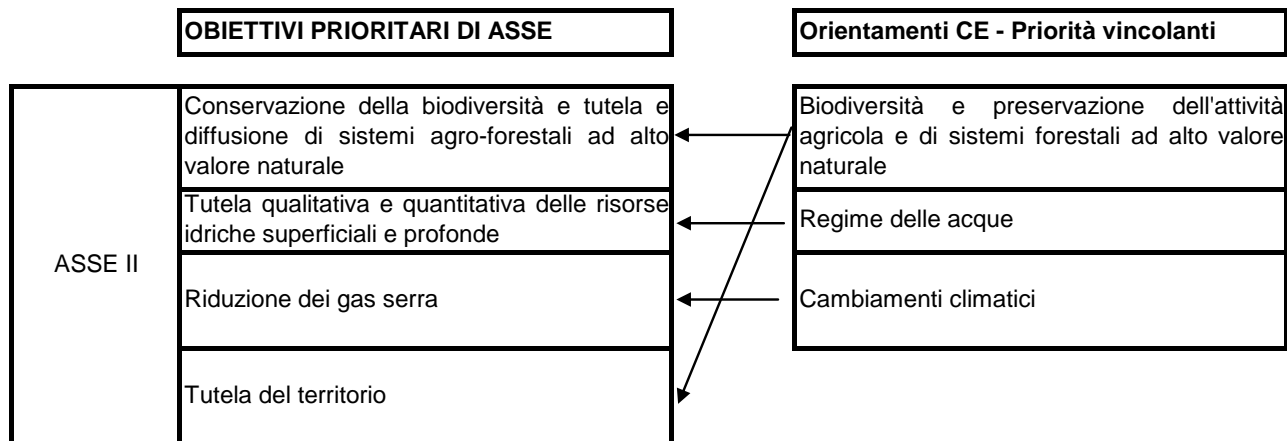 OBIETTIVI PRIORITARI DI ASSE
Orientamenti CE - Priorità vincolanti
ASSE II
Conservazione della biodiversità e tutela e
diffusione di sistemi agro-forestali ad alto
valore naturale
Biodiversità e preservazione dell'attività
agricola e di sistemi forestali ad alto valore
naturale
Tutela qualitativa e quantitativa delle risorse
idriche superficiali e profonde
Regime delle acque
Riduzione dei gas serra
Cambiamenti climatici
Tutela del territorio